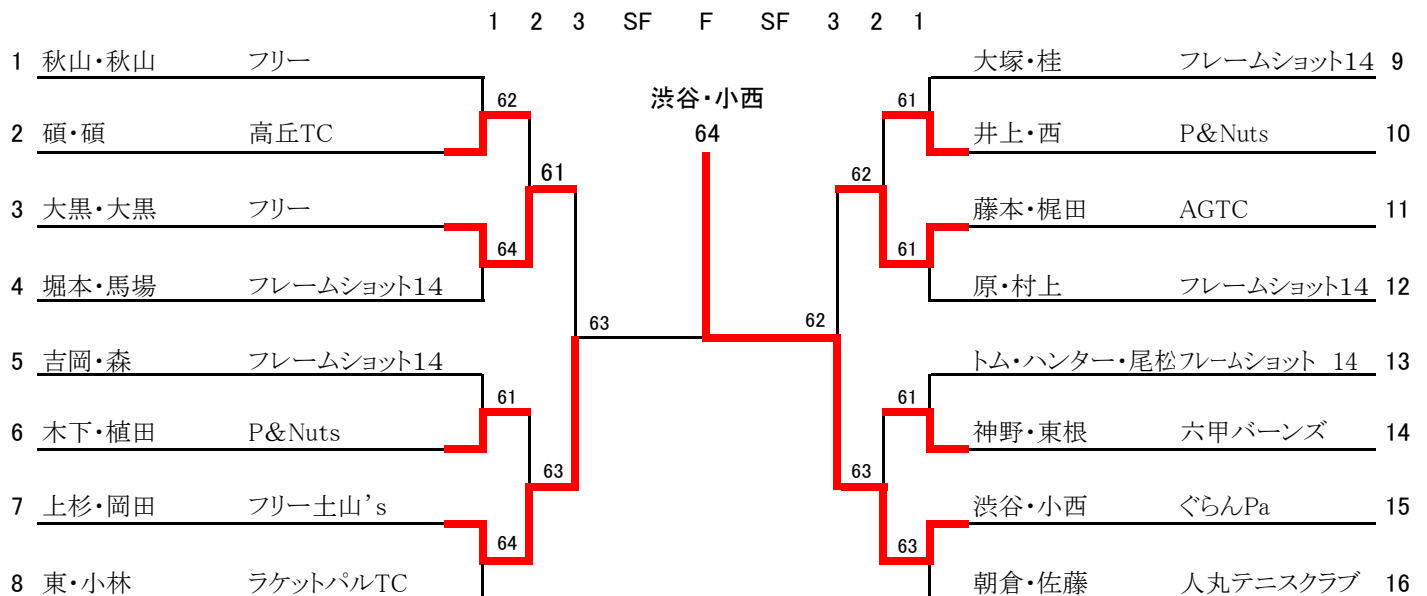 1 2 3 SF F SF 3 2 1
1 秋山・秋山 フリー 大塚・桂 フレームショット14 9
62 渋谷・小西 61
2 碩・碩 高丘TC 64 井上・西 P&Nuts 10
61 62
3 大黒・大黒 フリー 藤本・梶田 AGTC 11
64 61
4 堀本・馬場 フレームショット14 原・村上 フレームショット14 12
63 62
5 吉岡・森 フレームショット14 トム・ハンター・尾松 フレームショット 14 13
61 61
6 木下・植田 P&Nuts 神野・東根 六甲バーンズ 14
63 63
7 上杉・岡田 フリー土山's 渋谷・小西 ぐらんPa 15
64 63
8 東・小林 ラケットパルTC 朝倉・佐藤 人丸テニスクラブ 16